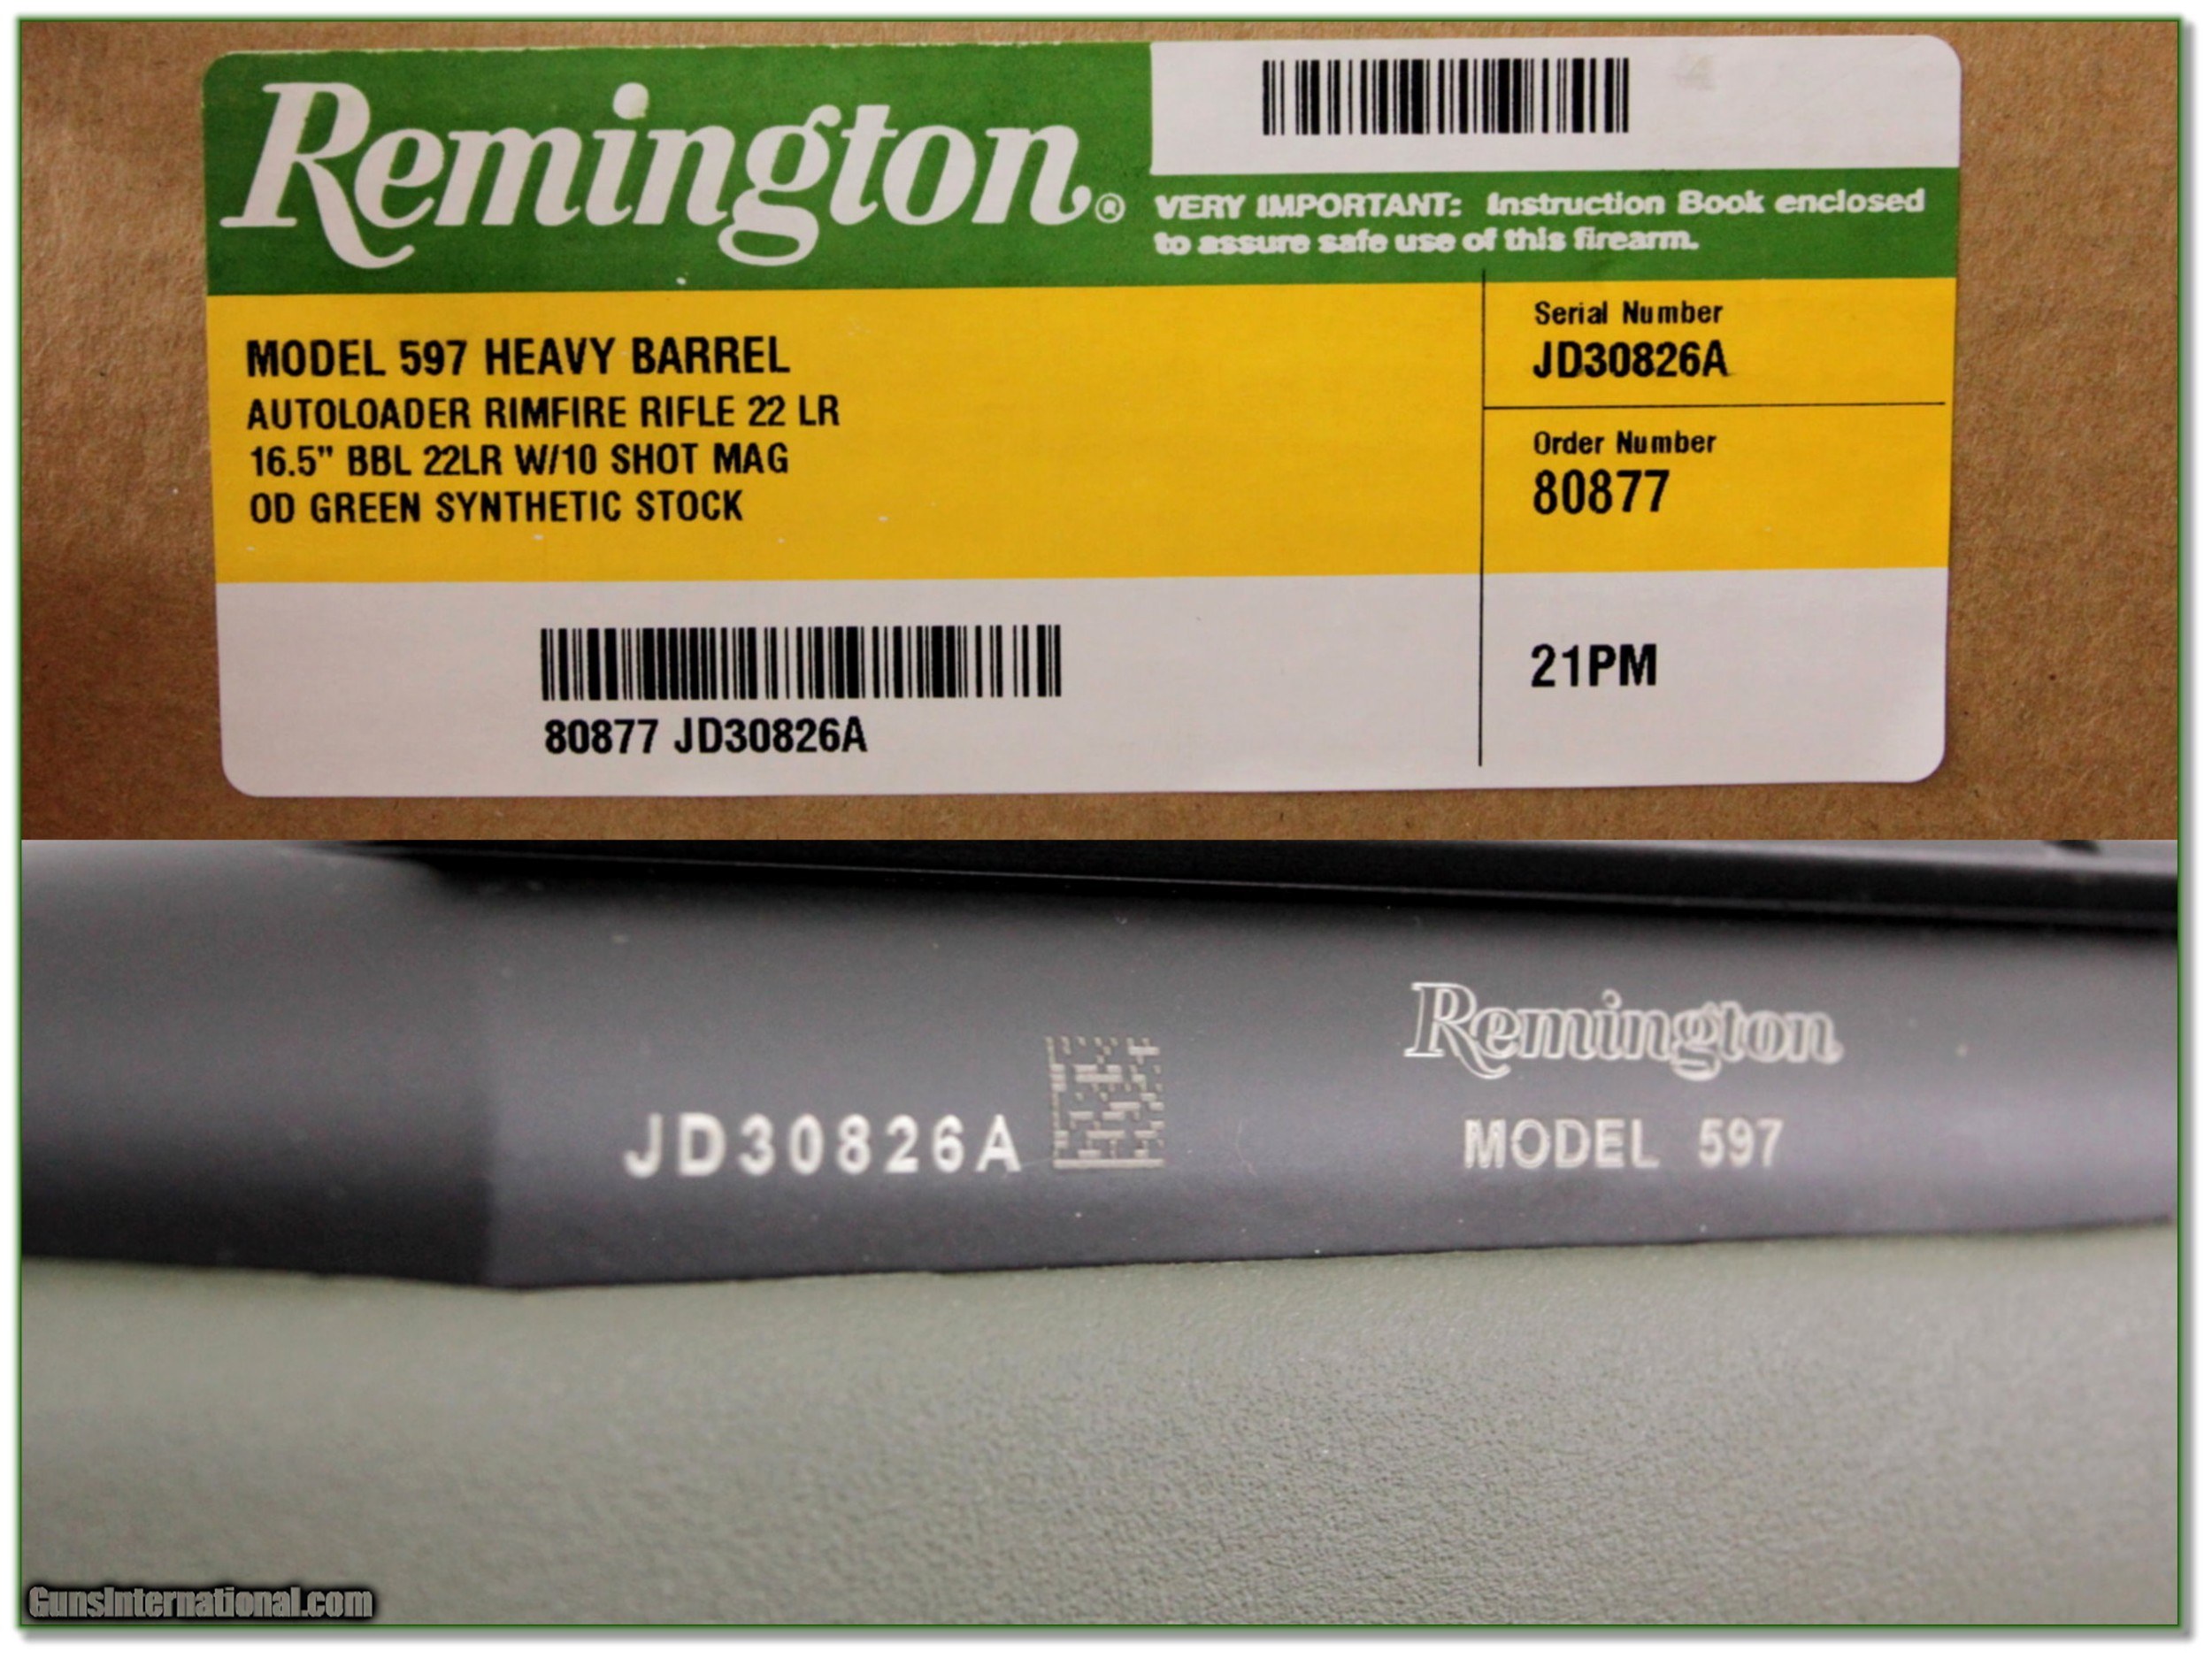 Remington®
VERY IMPORTANT: Instruction Book enclosed
to assure safe use of this firearm.
MODEL 597 HEAVY BARREL
AUTOLOADER RIMFIRE RIFLE 22 LR
16.5" BBL 22LR W/10 SHOT MAG
OD GREEN SYNTHETIC STOCK
Serial Number
JD30826A
Order Number
80877
21PM
80877 JD30826A
Remington
JD30826A
MODEL 597
GunsInternational.com